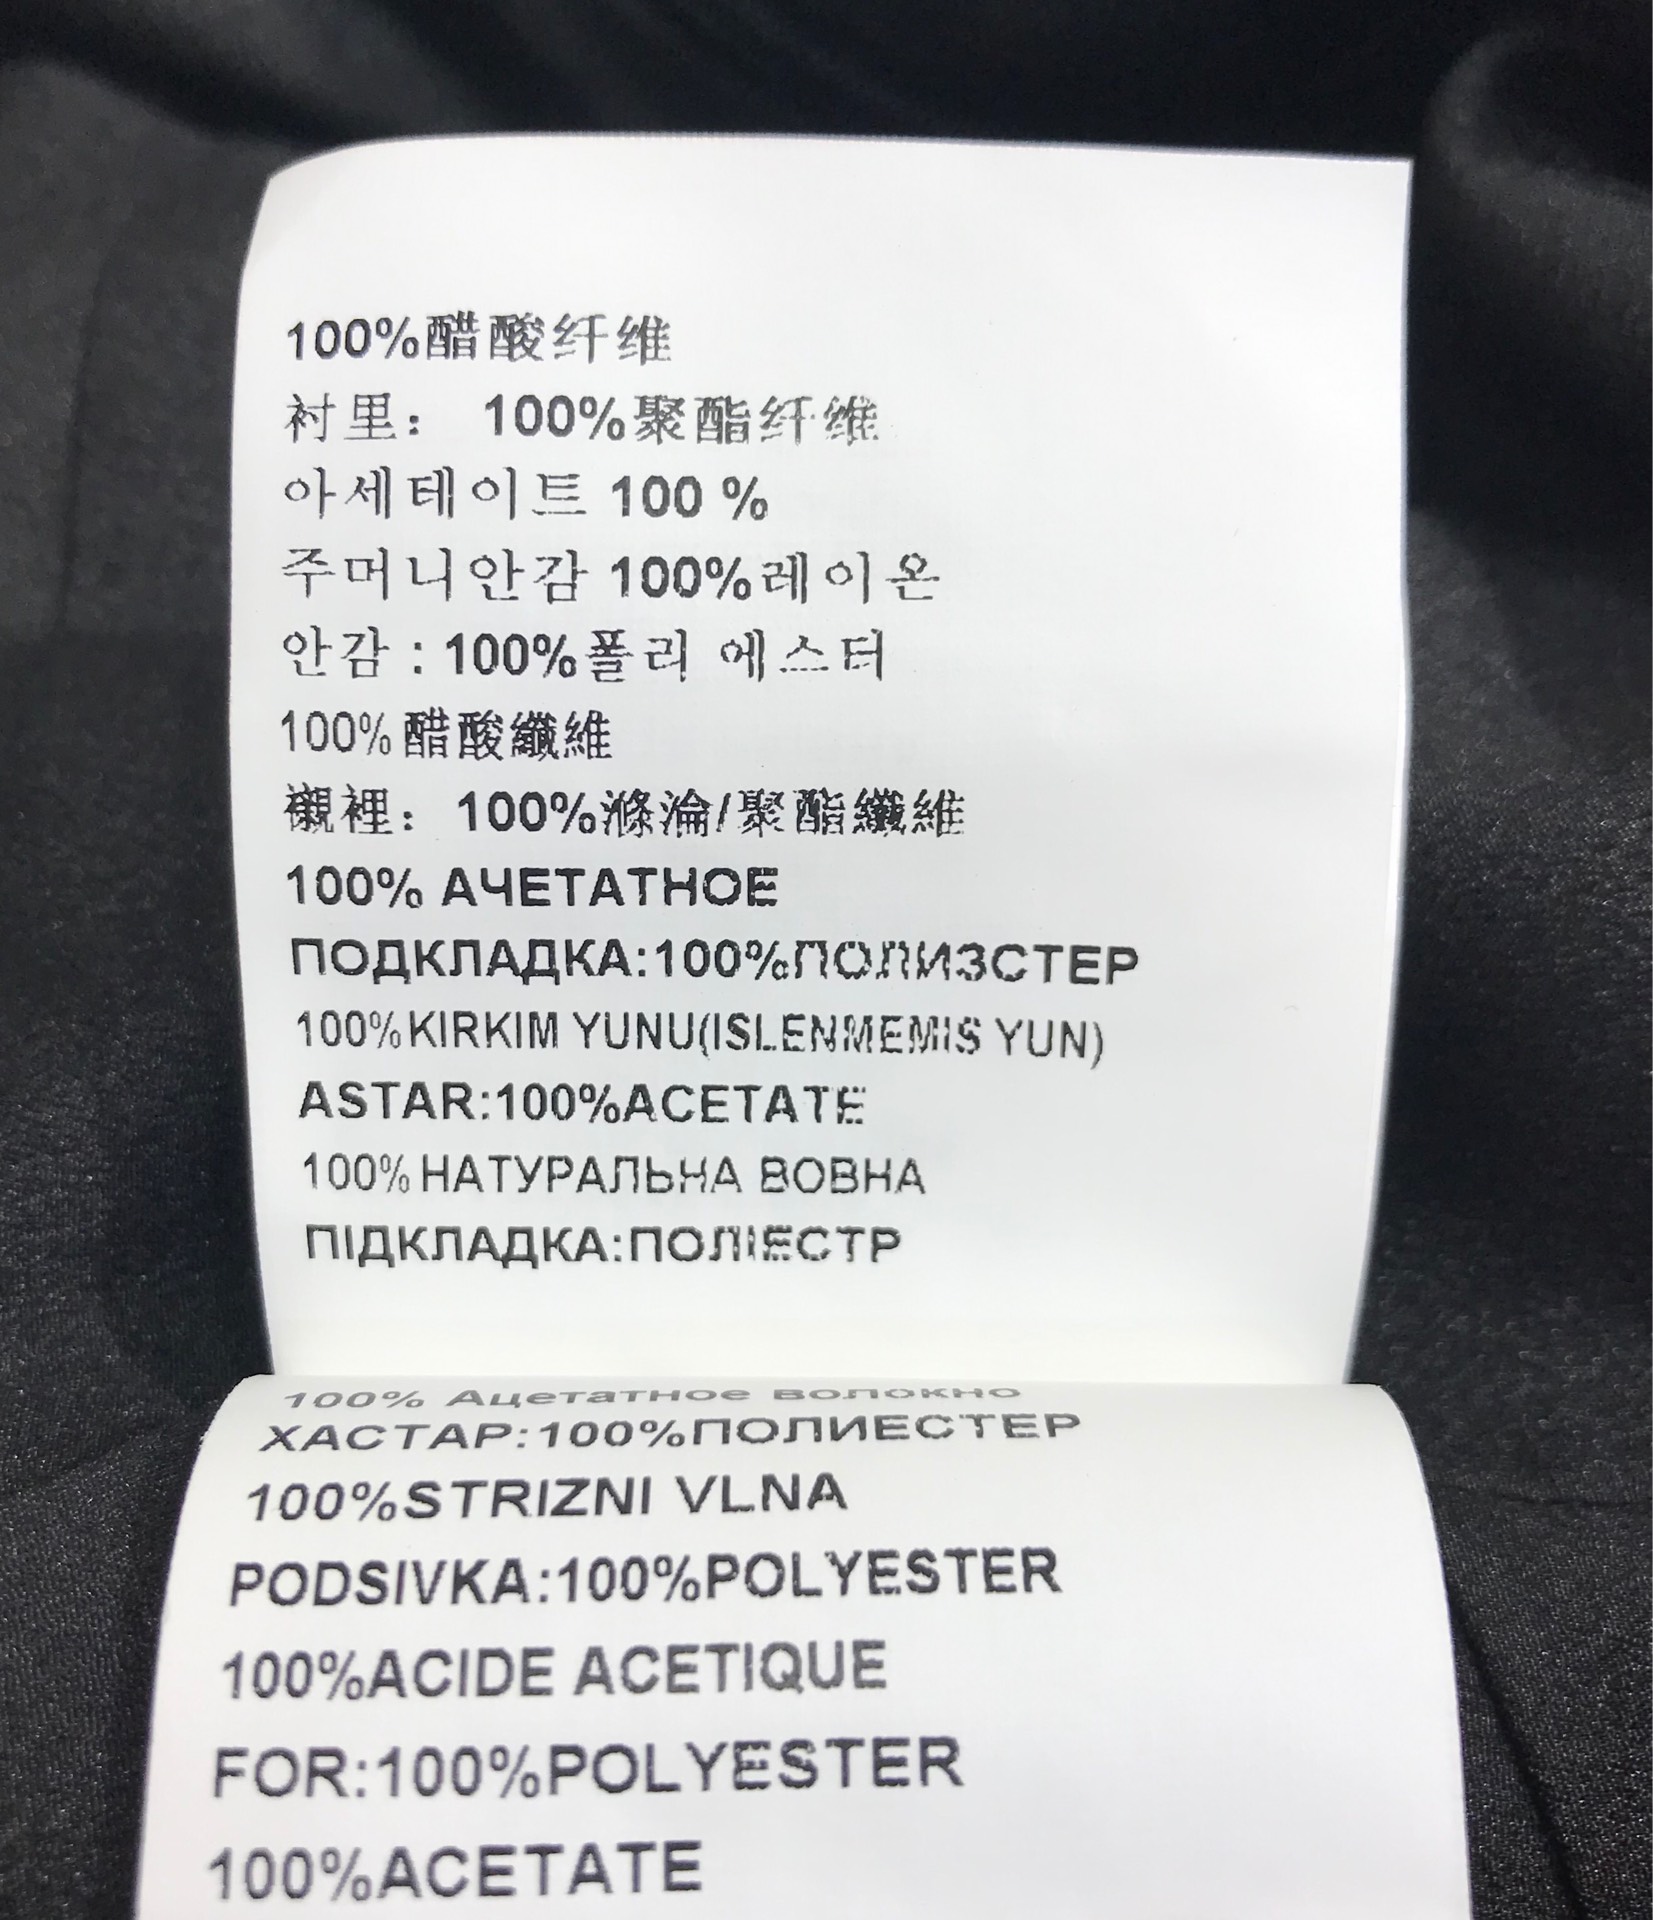 100%醋酸纤维
衬里： 100%聚酯纤维
아세테이트 100 %
주머니안감 100%레이온
안감 : 100%폴리 에스터
100%醋酸纖維
襯裡： 100%滌淪/聚酯纖維
100% АЧЕТАТНОЕ
ПОДКЛАДКА:100%ПОЛИЗСТЕР
100%KIRKIM YUNU(ISLENMEMIS YUN)
ASTAR:100%ACETATE
100%НАТУРАЛЬНА ВОВНА
ПІДКЛАДКА:ПОЛІЕСТР
100% Ацетатное волокно
ХАСТАР:100%ПОЛИЕСТЕР
100%STRIZNI VLNA
PODSIVKA:100%POLYESTER
100%ACIDE ACETIQUE
FOR:100%POLYESTER
100%ACETATE